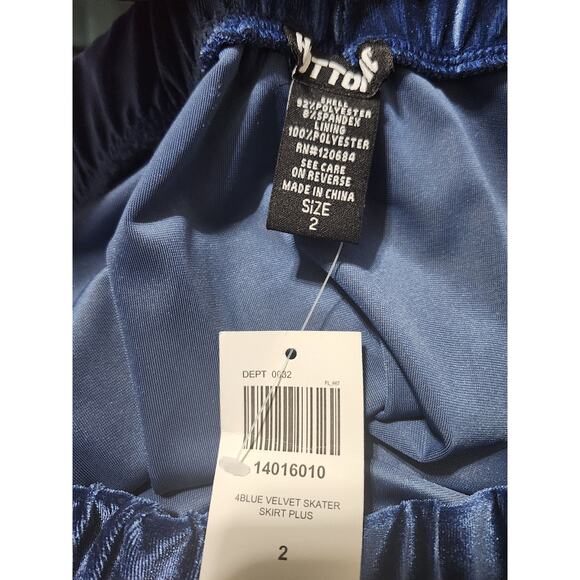 SHELL
92%POLYESTER
8%SPANDEX
LINING
100%POLYESTER
RN#120684
SEE CARE
ON REVERSE
MADE IN CHINA
SIZE
2
DEPT 0032
14016010
4BLUE VELVET SKATER
SKIRT PLUS
2